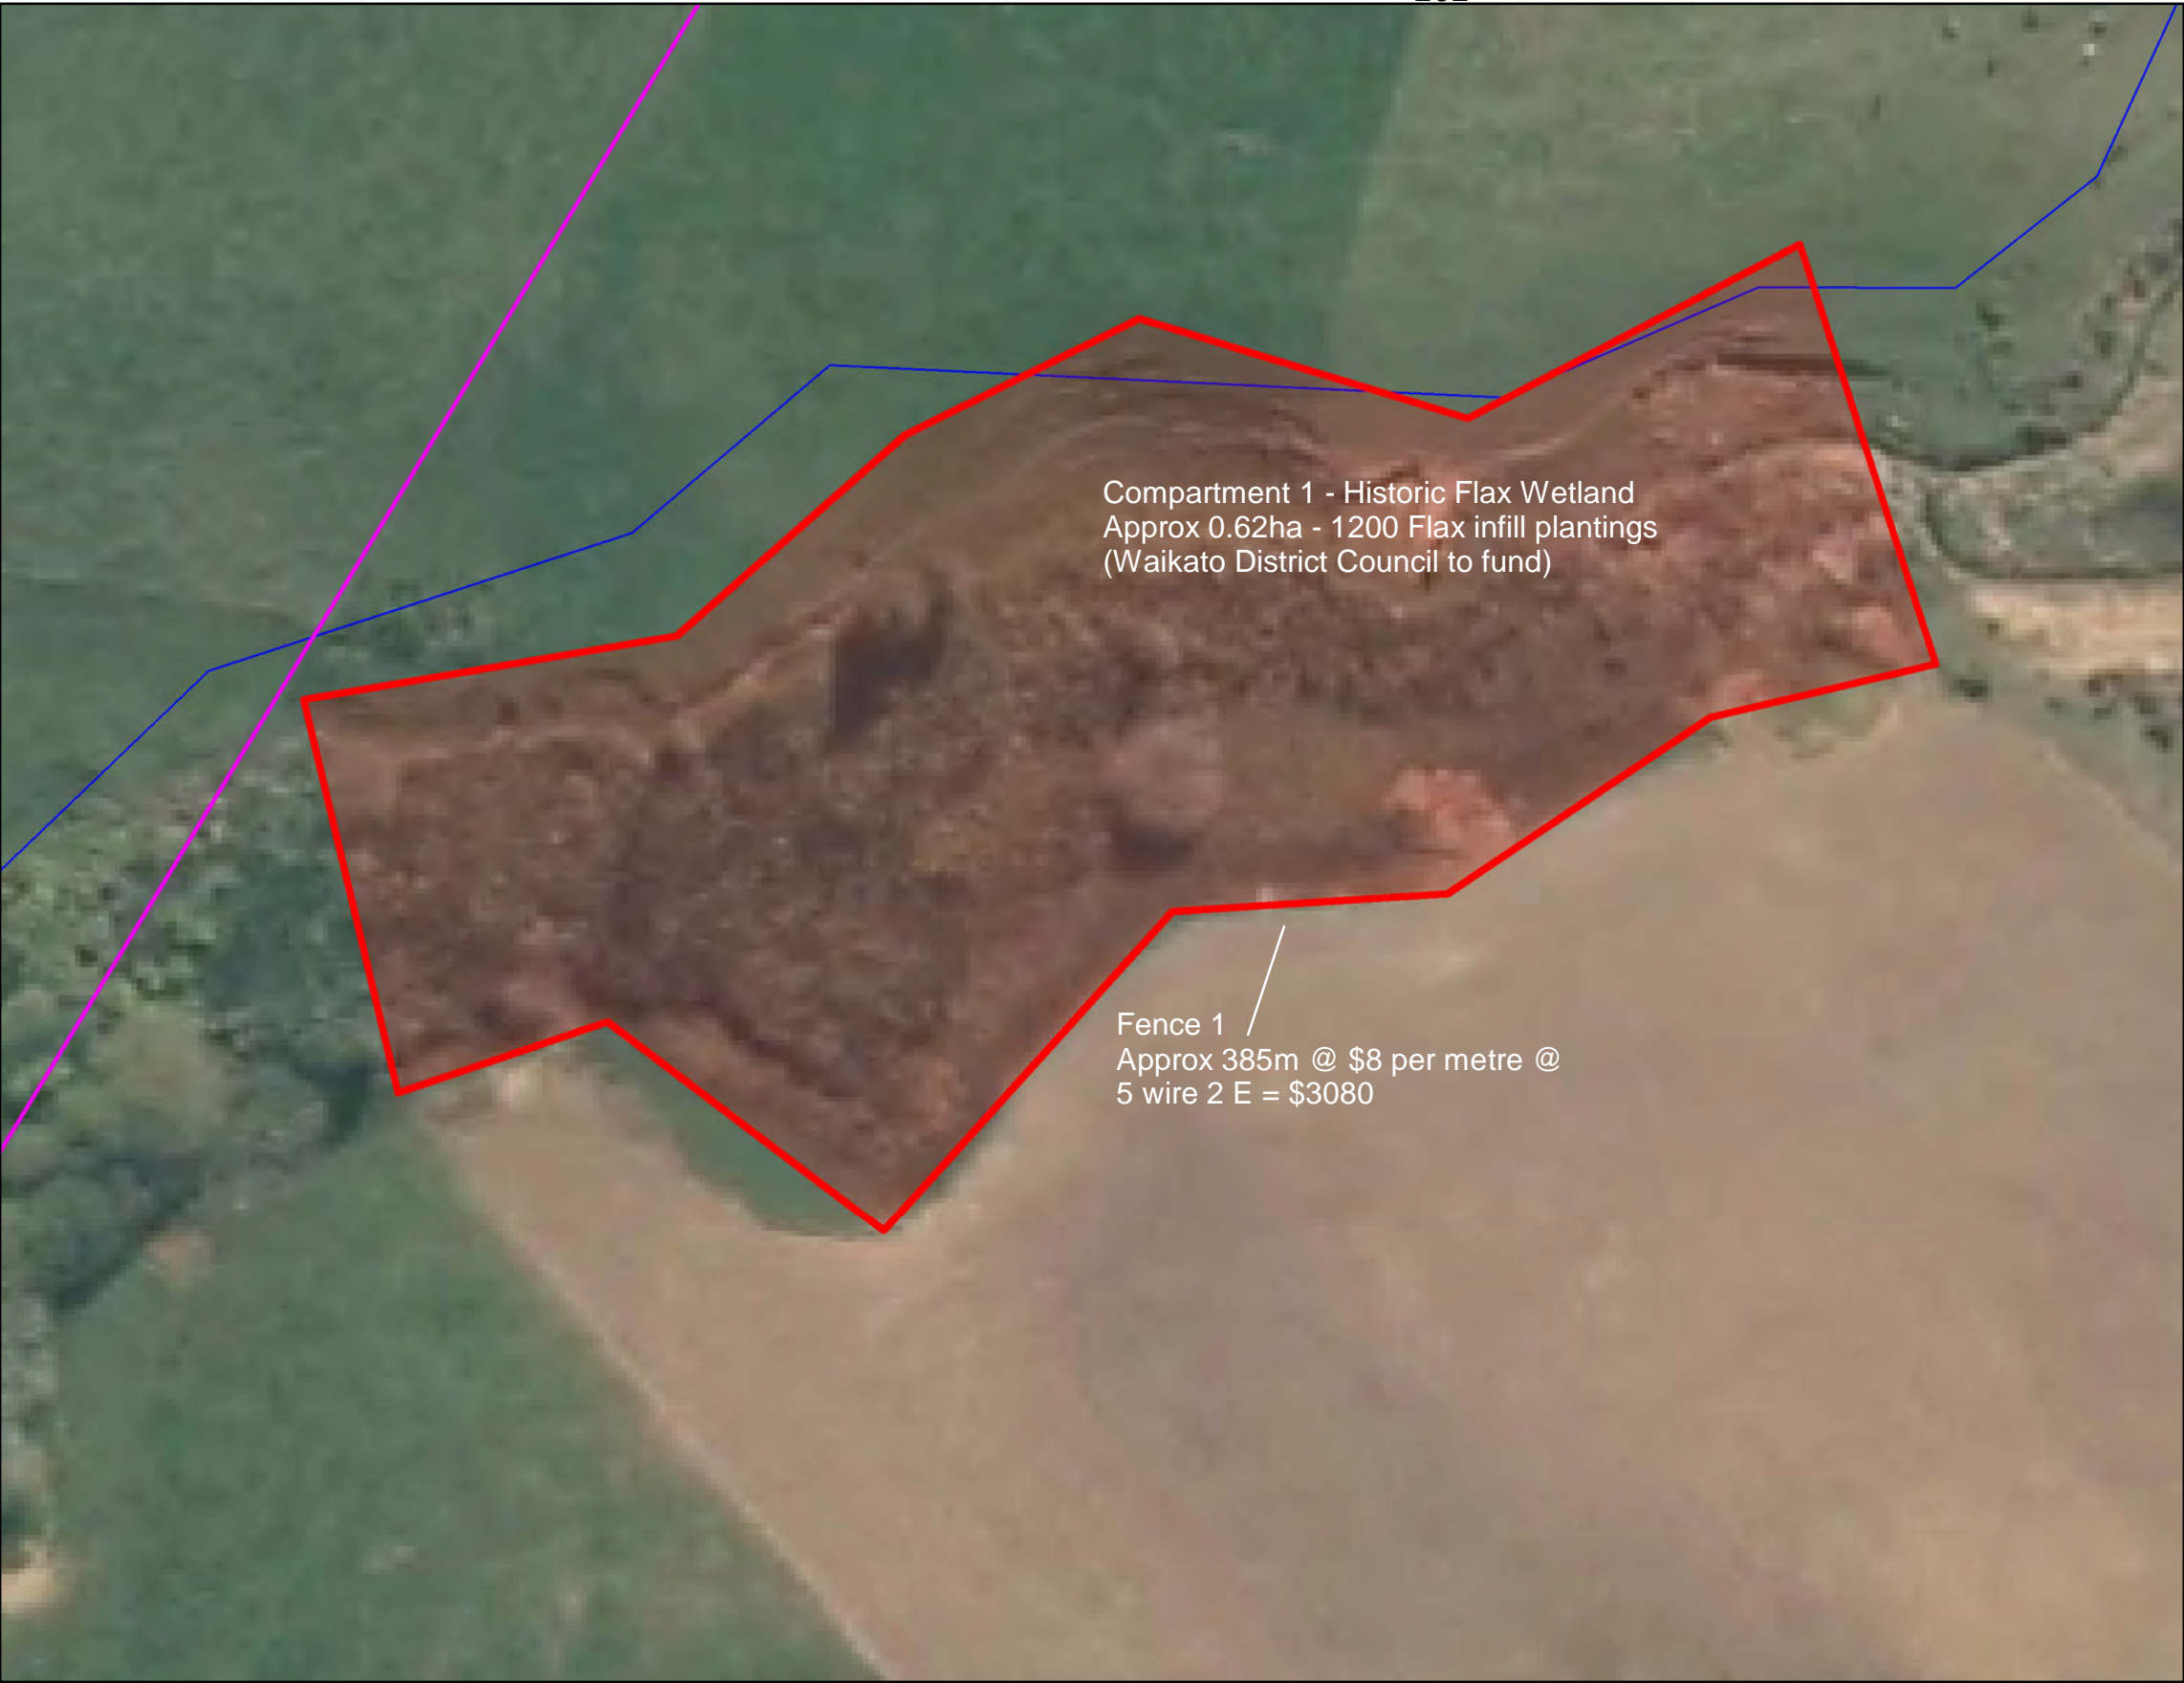 Compartment 1 - Historic Flax Wetland
Approx 0.62ha - 1200 Flax infill plantings
(Waikato District Council to fund)
Fence 1
Approx 385m @ $8 per metre @
5 wire 2 E = $3080